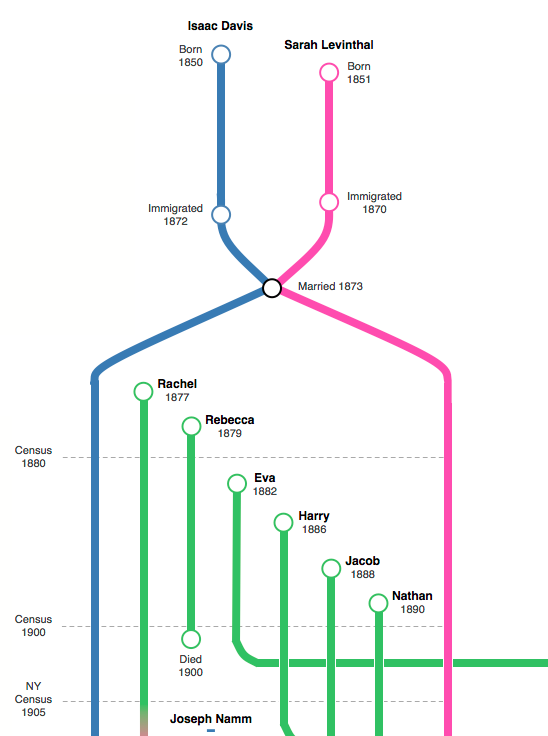 Isaac Davis
Sarah Levinthal
Born
1850
Born
1851
Immigrated
1872
Immigrated
1870
Married 1873
Rachel
1877
Rebecca
1879
Census
1880
Eva
1882
Harry
1886
Jacob
1888
Nathan
1890
Census
1900
Died
1900
NY
Census
1905
Joseph Namm